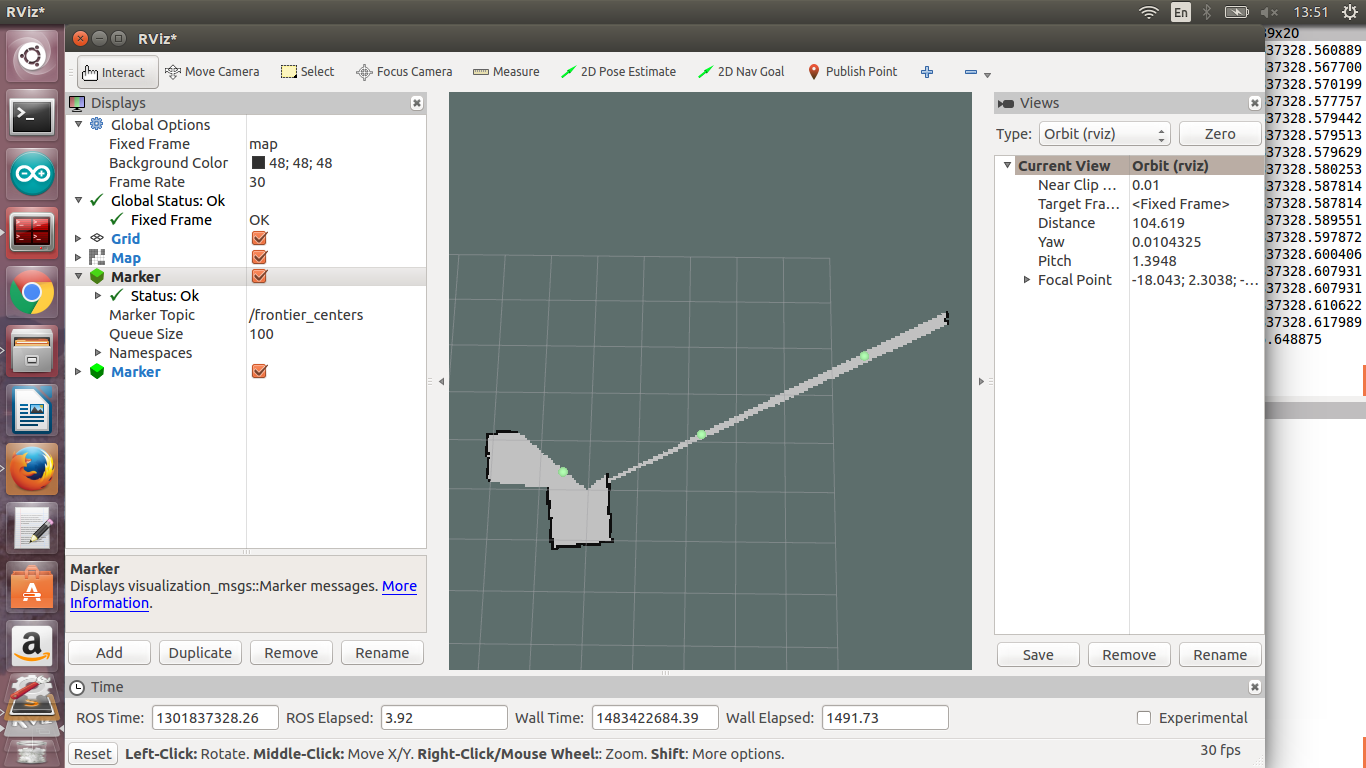 RViz*
En
13:51
RViz*
Interact Move Camera Select Focus Camera Measure 2D Pose Estimate 2D Nav Goal Publish Point
Displays
Global Options
Fixed Frame map
Background Color 48; 48; 48
Frame Rate 30
Global Status: Ok
Fixed Frame OK
Grid
Map
Marker
Status: Ok
Marker Topic /frontier_centers
Queue Size 100
Namespaces
Marker
Marker
Displays visualization_msgs::Marker messages. More
Information.
Add Duplicate Remove Rename
Views
Type: Orbit (rviz) Zero
Current View Orbit (rviz)
Near Clip ... 0.01
Target Fra... <Fixed Frame>
Distance 104.619
Yaw 0.0104325
Pitch 1.3948
Focal Point -18.043; 2.3038; -...
Save Remove Rename
39x20
37328.560889
37328.567700
37328.570199
37328.577757
37328.579442
37328.579513
37328.579629
37328.580253
37328.587814
37328.587814
37328.589551
37328.597872
37328.600406
37328.607931
37328.607931
37328.610622
37328.617989
.648875
Time
ROS Time: 1301837328.26 ROS Elapsed: 3.92 Wall Time: 1483422684.39 Wall Elapsed: 1491.73 Experimental
Reset Left-Click: Rotate. Middle-Click: Move X/Y. Right-Click/Mouse Wheel:: Zoom. Shift: More options. 30 fps